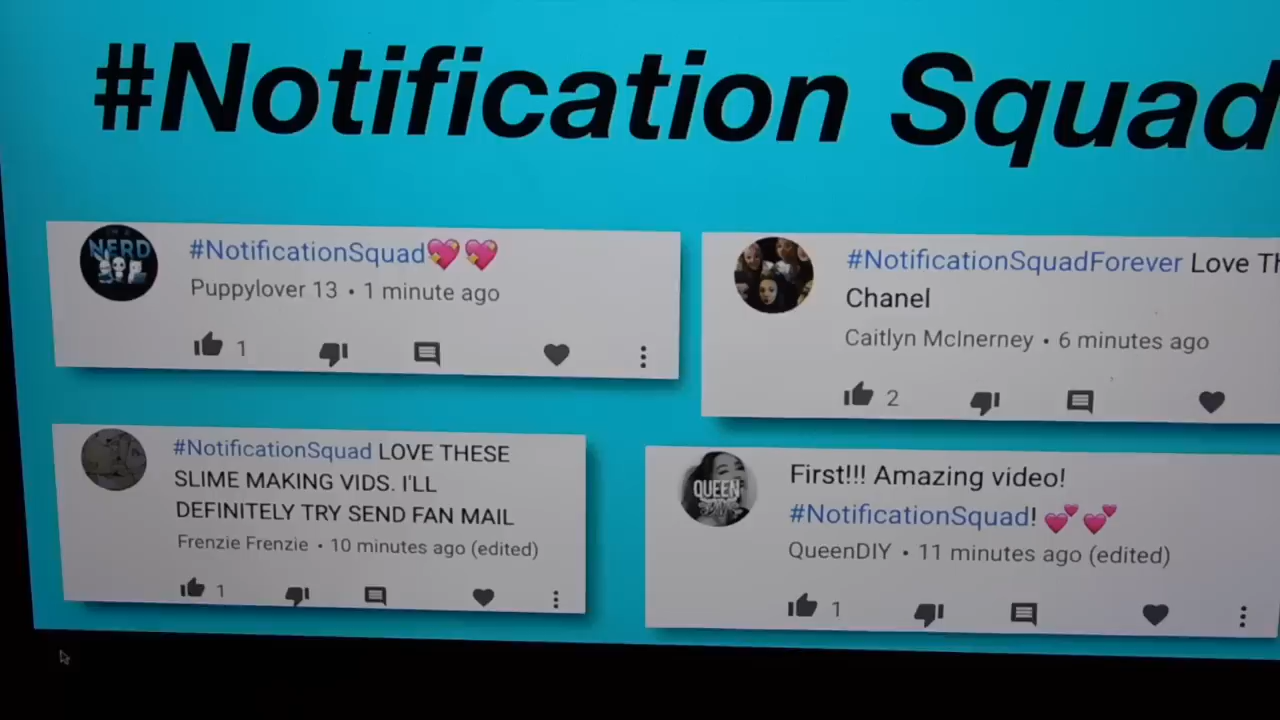 #Notification Squad
NERD
#NotificationSquad💖💖
Puppylover 13 • 1 minute ago
1
#NotificationSquadForever Love
Chanel
Caitlyn McInerney • 6 minutes ago
2
#NotificationSquad LOVE THESE
SLIME MAKING VIDS. I'LL
DEFINITELY TRY SEND FAN MAIL
Frenzie Frenzie • 10 minutes ago (edited)
1
QUEEN
First!!! Amazing video!
#NotificationSquad! 💕💕
QueenDIY • 11 minutes ago (edited)
1